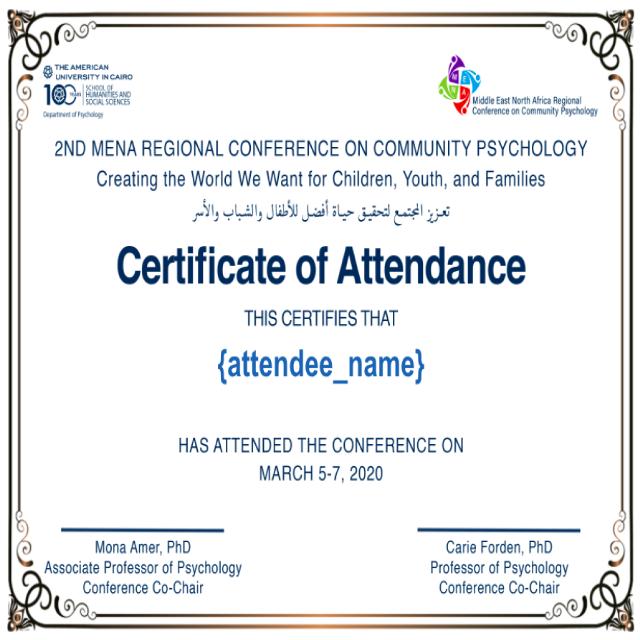 THE AMERICAN
UNIVERSITY IN CAIRO
100 YEARS
SCHOOL OF
HUMANITIES AND
SOCIAL SCIENCES
Department of Psychology
MENA
Middle East North Africa Regional
Conference on Community Psychology
2ND MENA REGIONAL CONFERENCE ON COMMUNITY PSYCHOLOGY
Creating the World We Want for Children, Youth, and Families
تعزيز المجتمع لتحقيق حياة أفضل للأطفال والشباب والأسر
Certificate of Attendance
THIS CERTIFIES THAT
{attendee_name}
HAS ATTENDED THE CONFERENCE ON
MARCH 5-7, 2020
Mona Amer, PhD
Associate Professor of Psychology
Conference Co-Chair
Carie Forden, PhD
Professor of Psychology
Conference Co-Chair